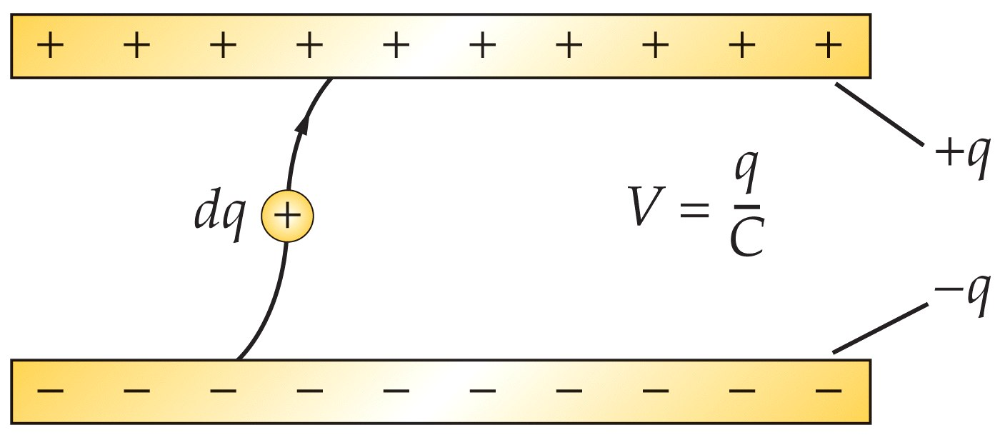 + + + + + + + + + +
+q
dq +
V = q/C
−q
− − − − − − − − − −